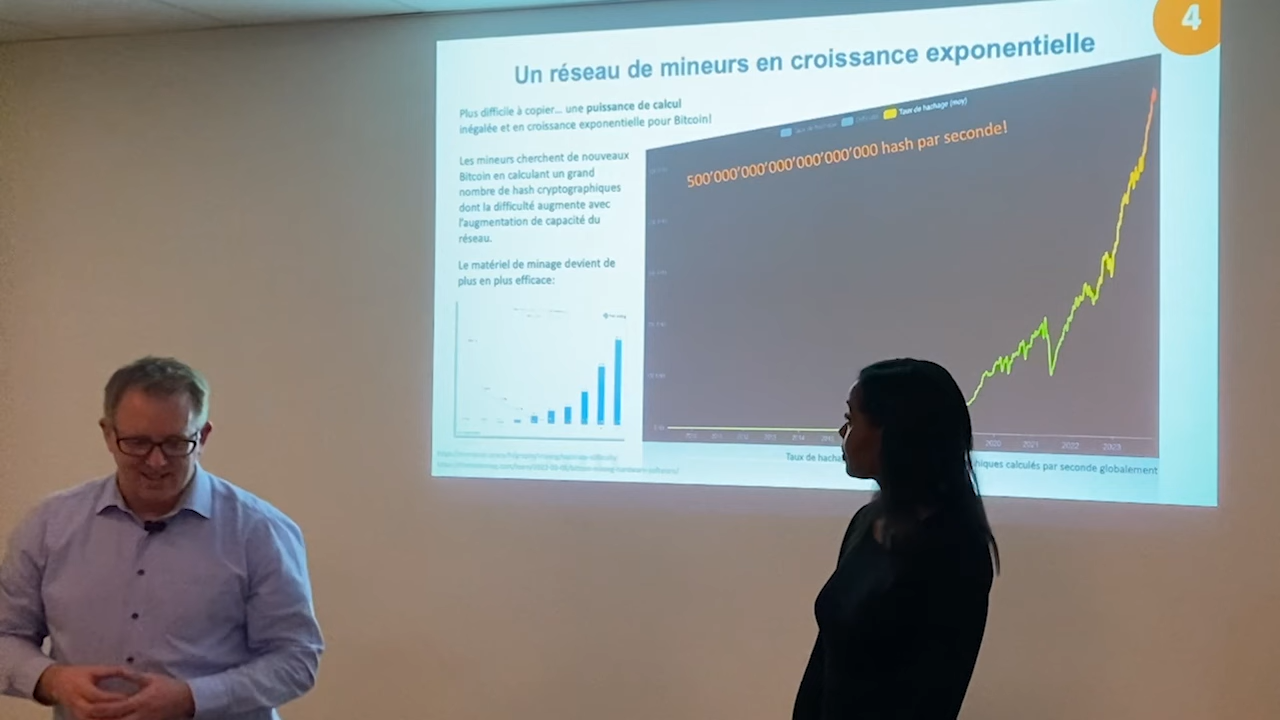 4
Un réseau de mineurs en croissance exponentielle
Plus difficile à copier... une puissance de calcul
inégalée et en croissance exponentielle pour Bitcoin!
Les mineurs cherchent de nouveaux
Bitcoin en calculant un grand
nombre de hash cryptographiques
dont la difficulté augmente avec
l'augmentation de capacité du
réseau.
Le matériel de minage devient de
plus en plus efficace:
Taux de hachage (moy)
500'000'000'000'000'000'000 hash par seconde!
2020 2021 2022 2023
Taux de hacha
hiques calculés par seconde globalement